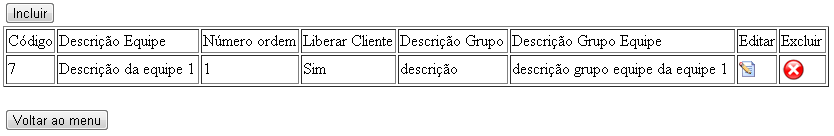 Incluir
Código Descrição Equipe Número ordem Liberar Cliente Descrição Grupo Descrição Grupo Equipe Editar Excluir
7 Descrição da equipe 1 1 Sim descrição descrição grupo equipe da equipe 1
Voltar ao menu